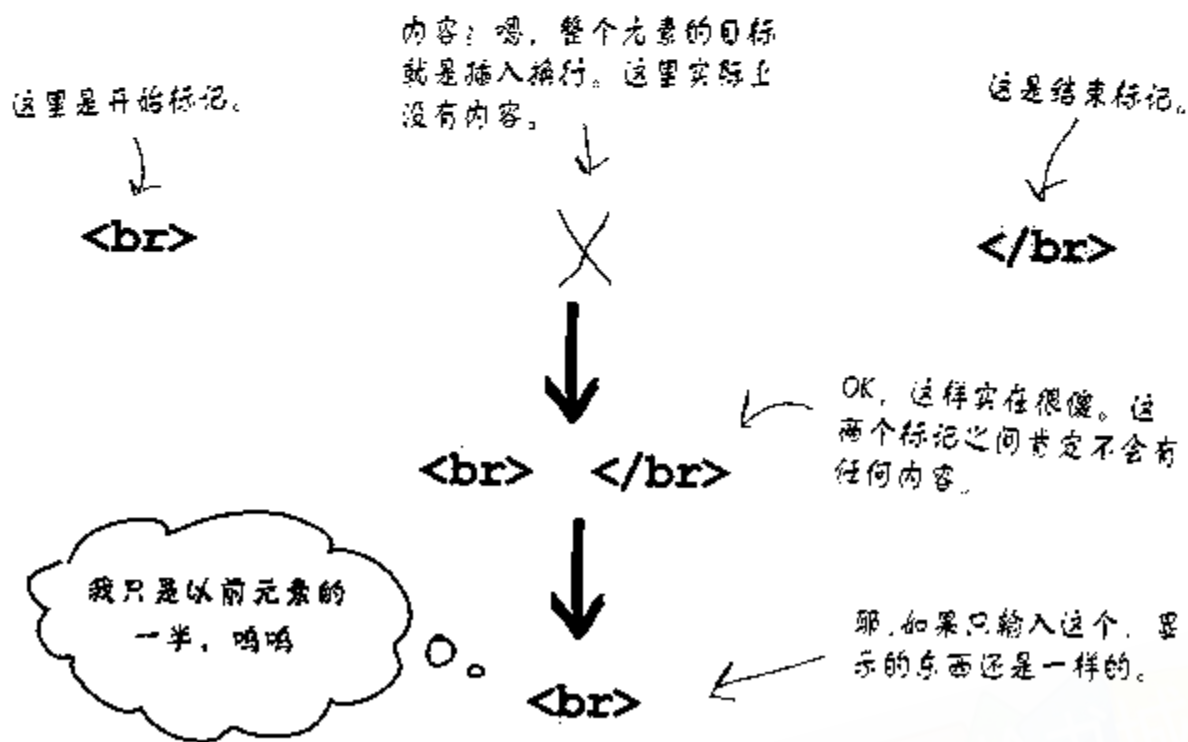 内容？嗯，整个元素的目标
就是插入换行。这里实际上
没有内容。
这里是开始标记。
这是结束标记。
<br>
</br>
OK，这样实在很傻。这
两个标记之间肯定不会有
任何内容。
<br> </br>
我只是以前元素的
一半，呜呜
耶，如果只输入这个，显
示的东西还是一样的。
<br>